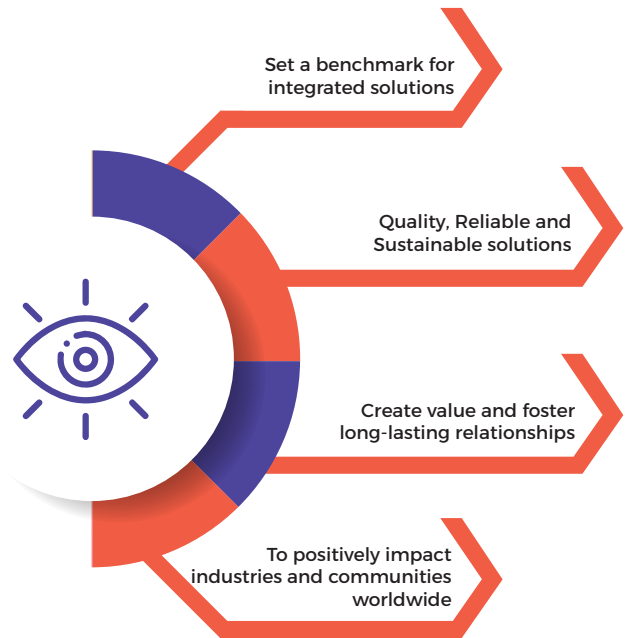 Set a benchmark for
integrated solutions
Quality, Reliable and
Sustainable solutions
Create value and foster
long-lasting relationships
To positively impact
industries and communities
worldwide